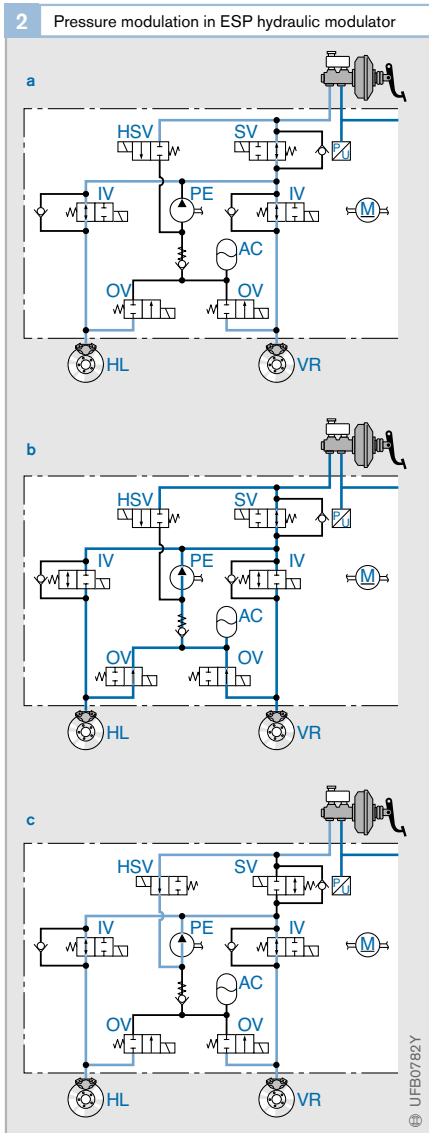 2 Pressure modulation in ESP hydraulic modulator
a
HSV SV
P U
IV PE IV M
AC
OV OV
HL VR
b
HSV SV
P U
IV PE IV M
AC
OV OV
HL VR
c
HSV SV
P U
IV PE IV M
AC
OV OV
HL VR
UFB0782Y